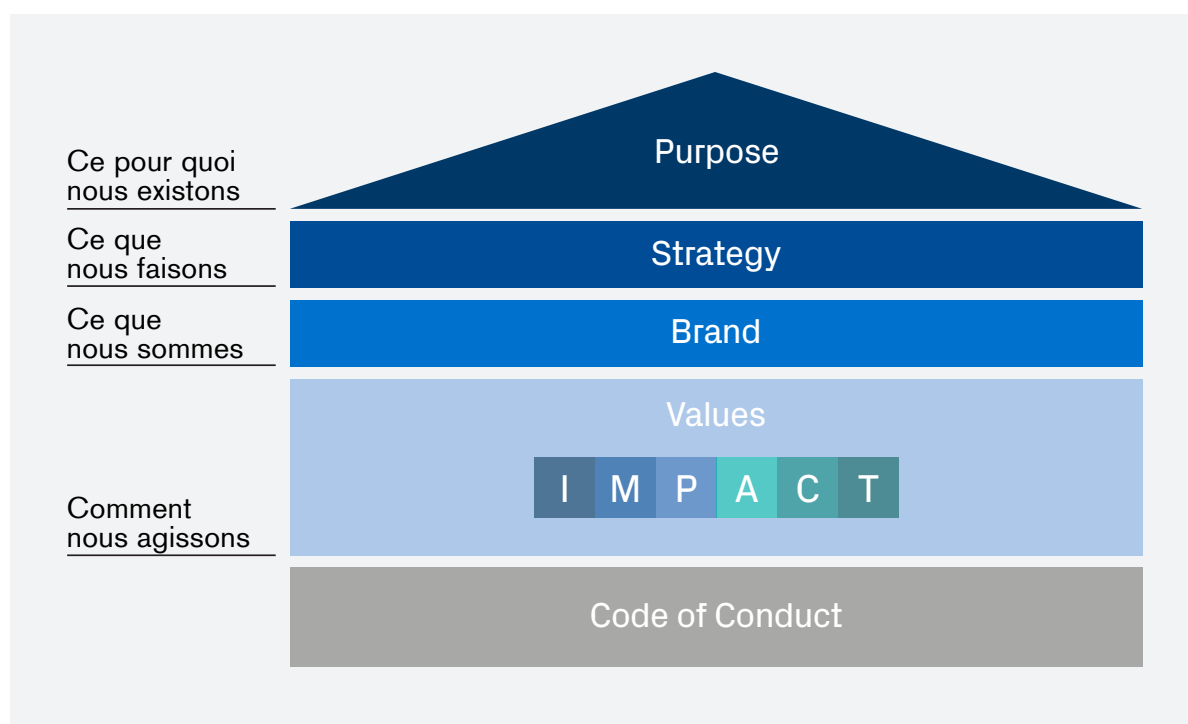 Ce pour quoi
nous existons
Purpose
Ce que
nous faisons
Strategy
Ce que
nous sommes
Brand
Values
I M P A C T
Comment
nous agissons
Code of Conduct